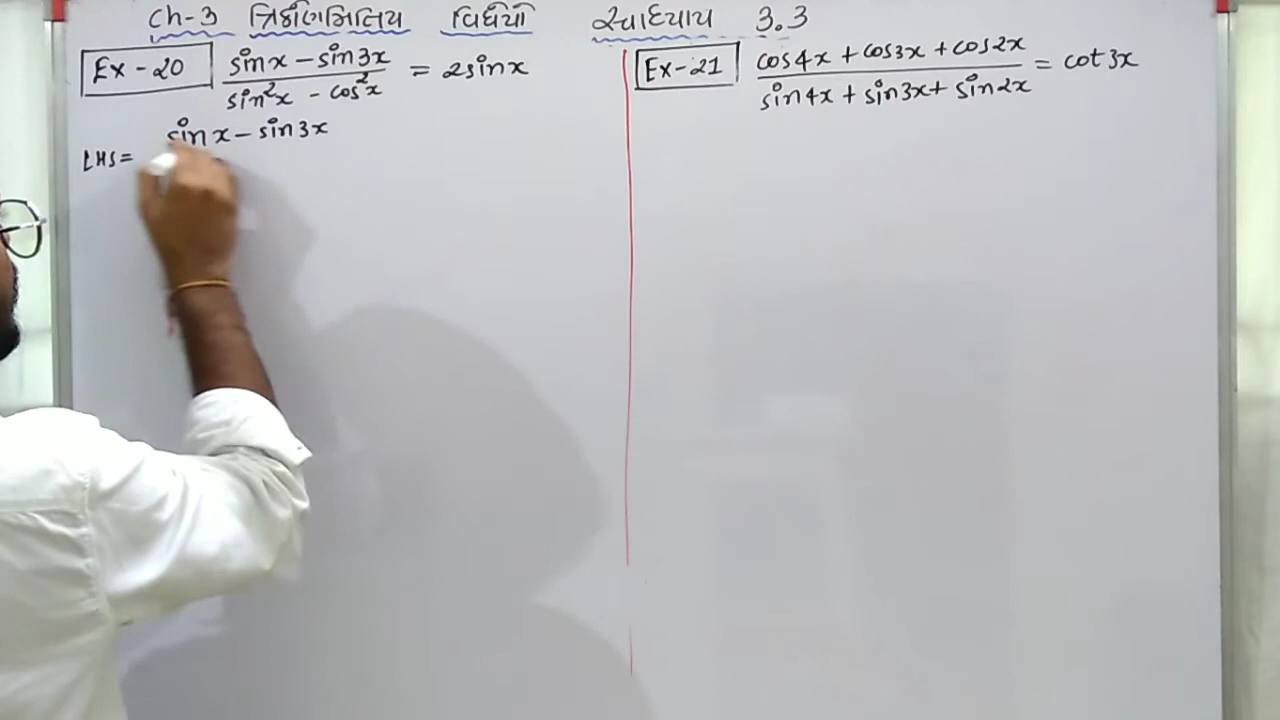 Ch-3 ત્રિકોણમિતીય વિધેયો સ્વાધ્યાય 3.3
Ex-20 sinx - sin3x / sin²x - cos²x = 2sinx
LHS = sinx - sin3x
Ex-21 cos4x + cos3x + cos2x / sin4x + sin3x + sin2x = cot3x